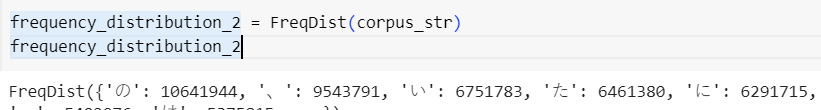 frequency_distribution_2 = FreqDist(corpus_str)
frequency_distribution_2
FreqDist({'の': 10641944, '、': 9543791, 'い': 6751783, 'た': 6461380, 'に': 6291715,